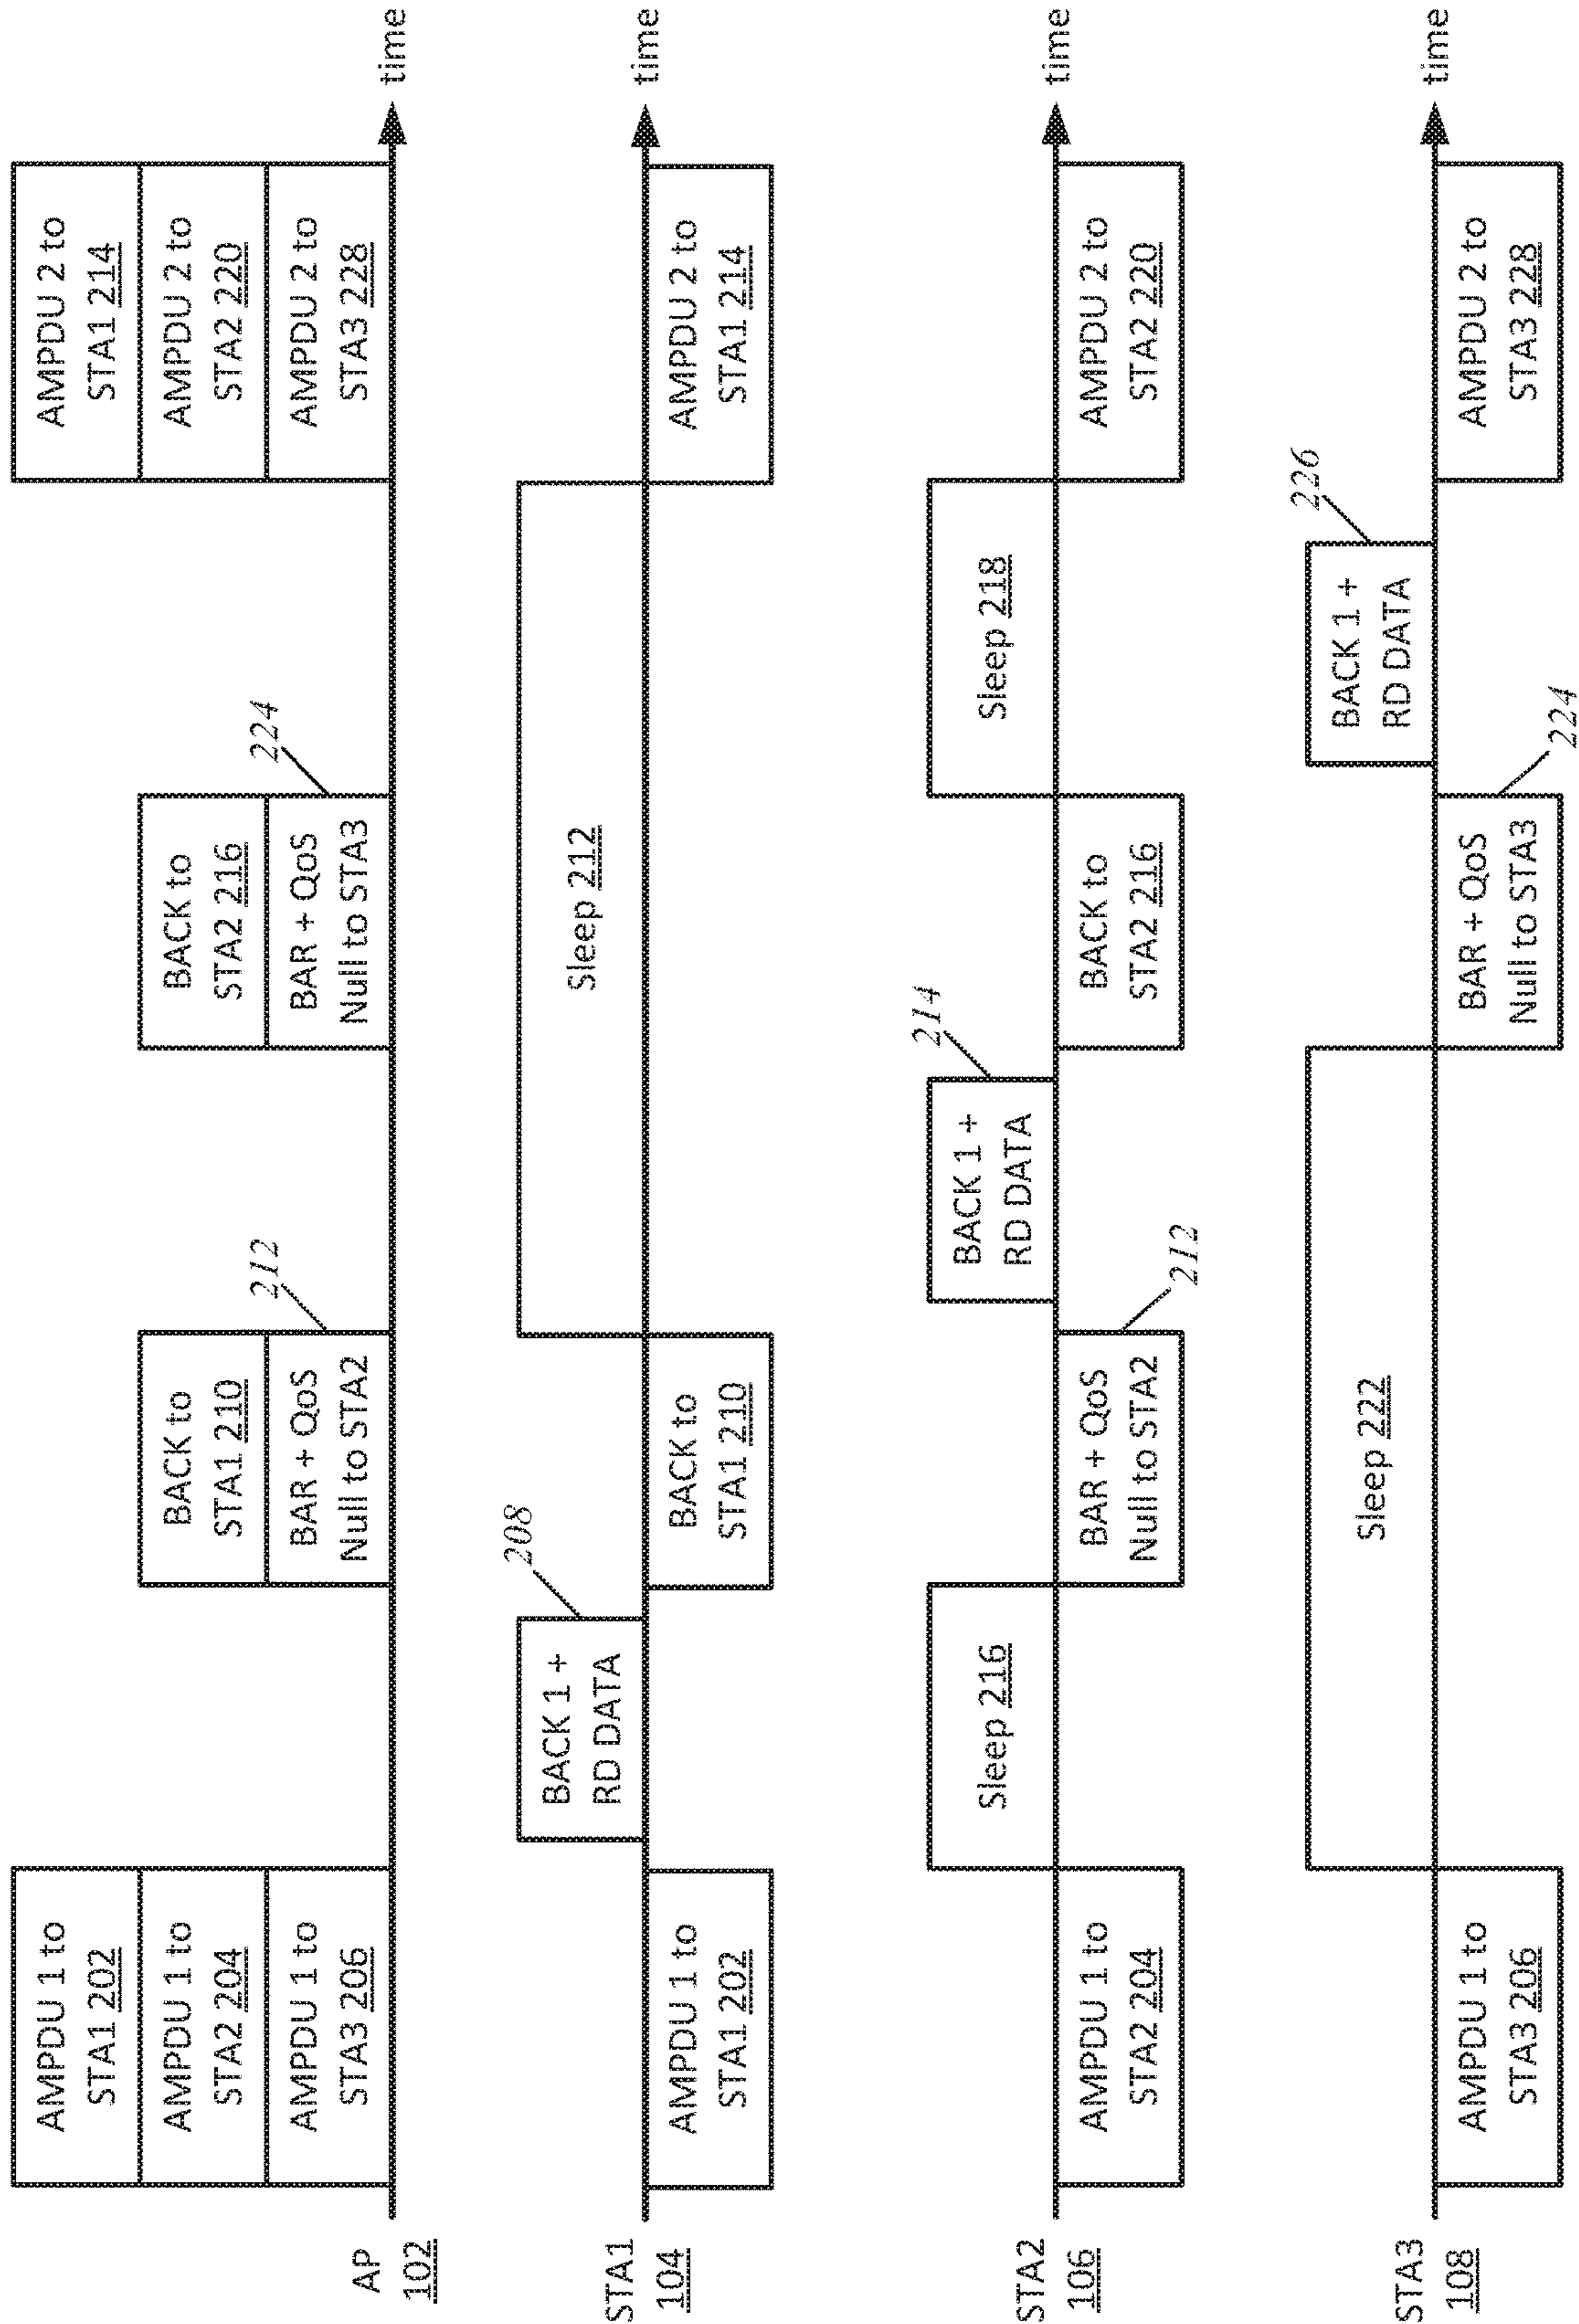 AMPDU 1 to
STA1 202
AMPDU 1 to
STA2 204
AMPDU 1 to
STA3 206
BACK to
STA1 210
BAR + QoS
Null to STA2
212
BACK to
STA2 216
BAR + QoS
Null to STA3
224
AMPDU 2 to
STA1 214
AMPDU 2 to
STA2 220
AMPDU 2 to
STA3 228
AP
102
time
STA1
104
AMPDU 1 to
STA1 202
BACK 1 +
RD DATA
208
BACK to
STA1 210
Sleep 212
AMPDU 2 to
STA1 214
time
STA2
106
AMPDU 1 to
STA2 204
Sleep 216
BAR + QoS
Null to STA2
212
BACK 1 +
RD DATA
214
BACK to
STA2 216
Sleep 218
AMPDU 2 to
STA2 220
time
STA3
108
AMPDU 1 to
STA3 206
Sleep 222
BAR + QoS
Null to STA3
224
BACK 1 +
RD DATA
226
AMPDU 2 to
STA3 228
time